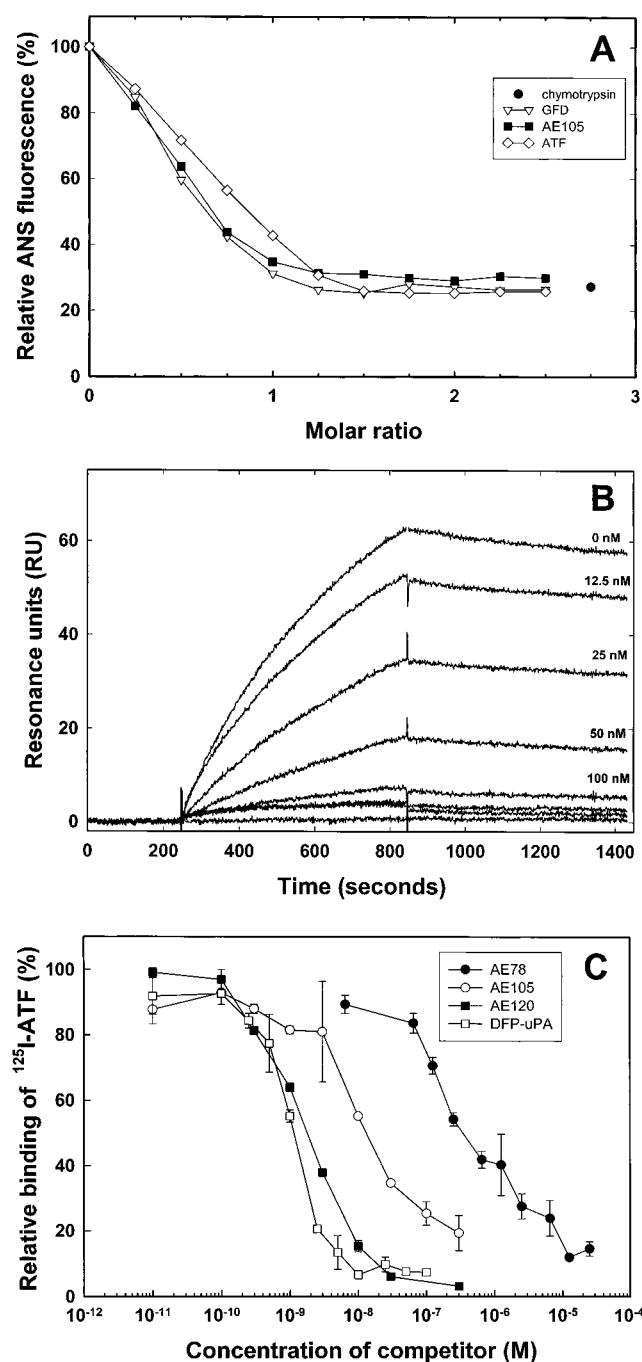 A
Relative ANS fluorescence (%)
100
80
60
40
20
0
chymotrypsin
GFD
AE105
ATF
0 1 2 3
Molar ratio
B
Resonance units (RU)
60
40
20
0
0 nM
12.5 nM
25 nM
50 nM
100 nM
0 200 400 600 800 1000 1200 1400
Time (seconds)
C
Relative binding of ¹²⁵I-ATF (%)
100
80
60
40
20
0
AE78
AE105
AE120
DFP-uPA
10⁻¹² 10⁻¹¹ 10⁻¹⁰ 10⁻⁹ 10⁻⁸ 10⁻⁷ 10⁻⁶ 10⁻⁵ 10⁻⁴
Concentration of competitor (M)